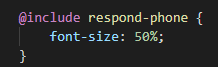 @include respond-phone {
font-size: 50%;
}